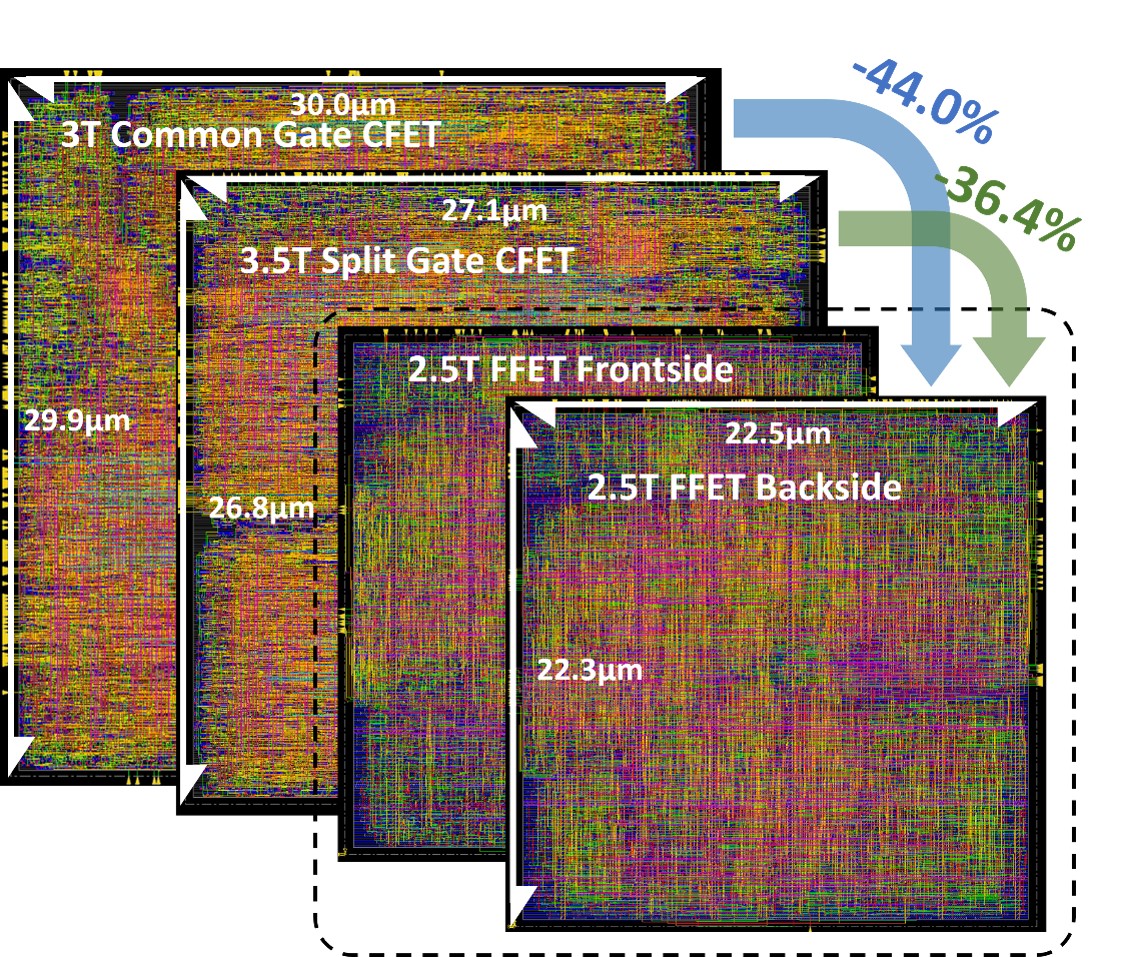 -44.0%
30.0µm
3T Common Gate CFET
-36.4%
27.1µm
3.5T Split Gate CFET
2.5T FFET Frontside
29.9µm
22.5µm
2.5T FFET Backside
26.8µm
22.3µm